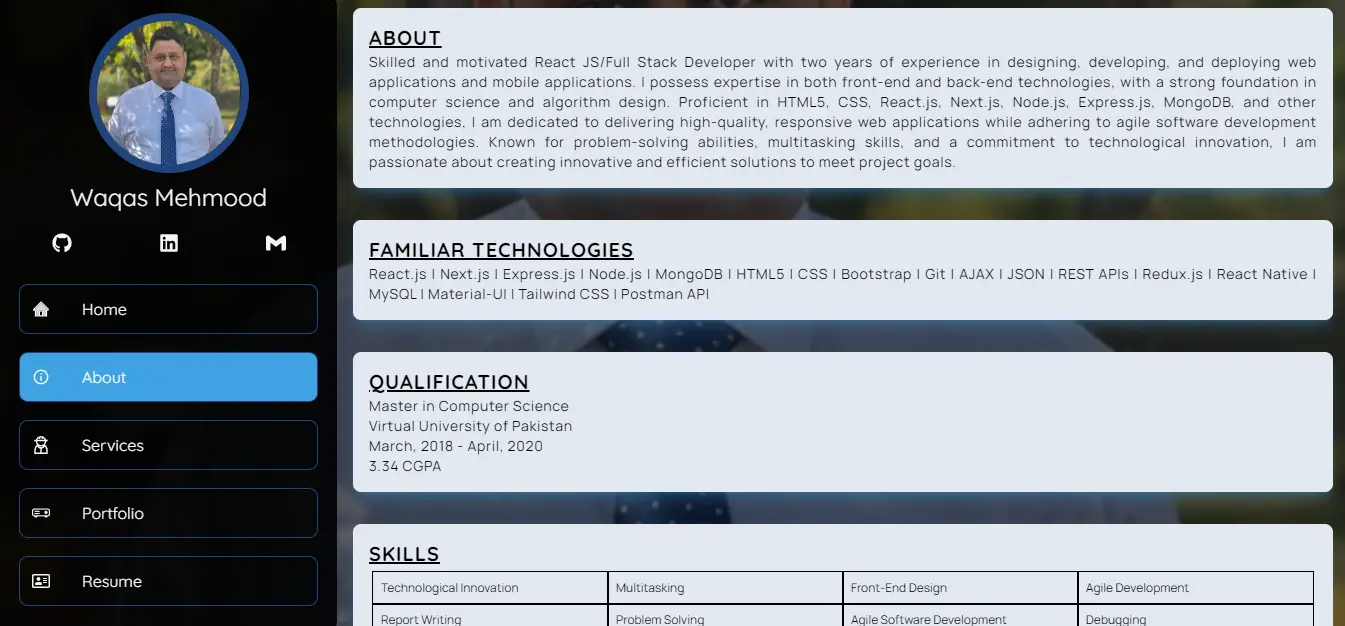 Waqas Mehmood
Home
About
Services
Portfolio
Resume
ABOUT
Skilled and motivated React JS/Full Stack Developer with two years of experience in designing, developing, and deploying web
applications and mobile applications. I possess expertise in both front-end and back-end technologies, with a strong foundation in
computer science and algorithm design. Proficient in HTML5, CSS, React.js, Next.js, Node.js, Express.js, MongoDB, and other
technologies, I am dedicated to delivering high-quality, responsive web applications while adhering to agile software development
methodologies. Known for problem-solving abilities, multitasking skills, and a commitment to technological innovation, I am
passionate about creating innovative and efficient solutions to meet project goals.
FAMILIAR TECHNOLOGIES
React.js | Next.js | Express.js | Node.js | MongoDB | HTML5 | CSS | Bootstrap | Git | AJAX | JSON | REST APIs | Redux.js | React Native |
MySQL | Material-UI | Tailwind CSS | Postman API
QUALIFICATION
Master in Computer Science
Virtual University of Pakistan
March, 2018 - April, 2020
3.34 CGPA
SKILLS
Technological Innovation Multitasking Front-End Design Agile Development
Report Writing Problem Solving Agile Software Development Debugging